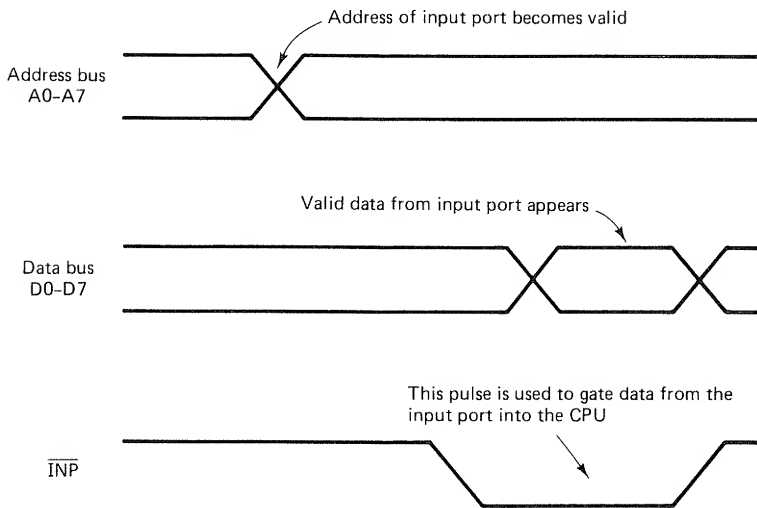 Address of input port becomes valid
Address bus
A0–A7
Valid data from input port appears
Data bus
D0–D7
This pulse is used to gate data from the
input port into the CPU
INP